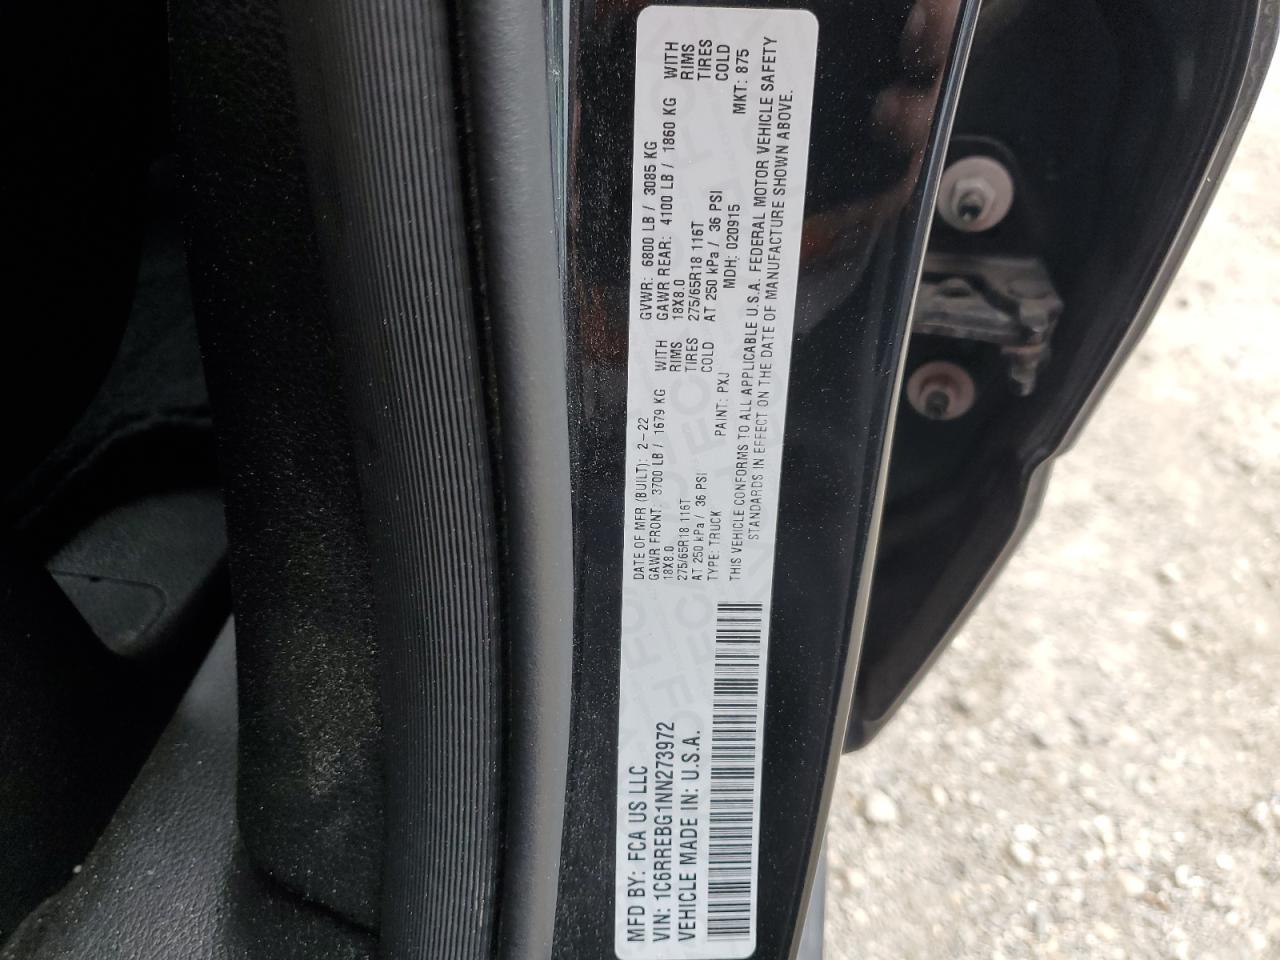 MFD BY: FCA US LLC
VIN: 1C6RREBG1NN273972
VEHICLE MADE IN: U.S.A.
DATE OF MFR (BUILT): 2-22
GVWR: 6800 LB / 3085 KG
GAWR FRONT: 3700 LB / 1679 KG WITH
18X8.0 RIMS
275/65R18 116T TIRES
AT 250 kPa / 36 PSI COLD
GAWR REAR: 4100 LB / 1860 KG WITH
18X8.0 RIMS
275/65R18 116T TIRES
AT 250 kPa / 36 PSI COLD
TYPE: TRUCK PAINT: PXJ MDH: 020915 MKT: 875
THIS VEHICLE CONFORMS TO ALL APPLICABLE U.S.A. FEDERAL MOTOR VEHICLE SAFETY
STANDARDS IN EFFECT ON THE DATE OF MANUFACTURE SHOWN ABOVE.